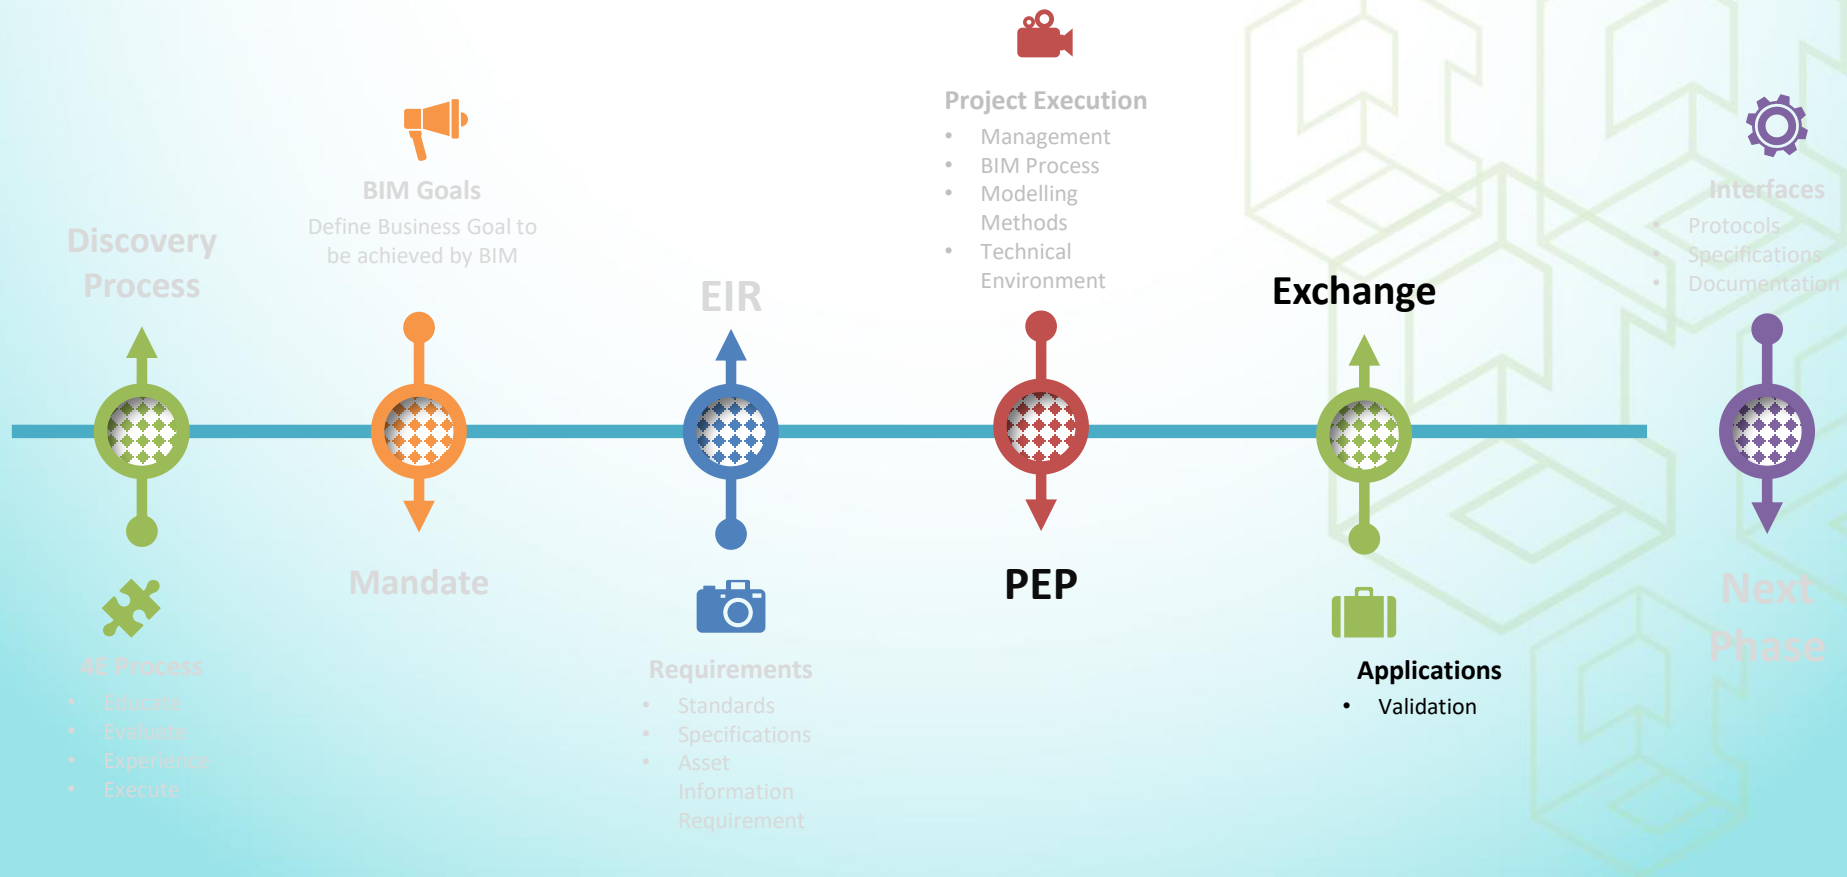 Discovery
Process
4E Process
• Educate
• Evaluate
• Experience
• Execute
BIM Goals
Define Business Goal to
be achieved by BIM
Mandate
EIR
Requirements
• Standards
• Specifications
• Asset
Information
Requirement
Project Execution
• Management
• BIM Process
• Modelling
Methods
• Technical
Environment
PEP
Exchange
Applications
• Validation
Interfaces
• Protocols
• Specifications
• Documentation
Next
Phase